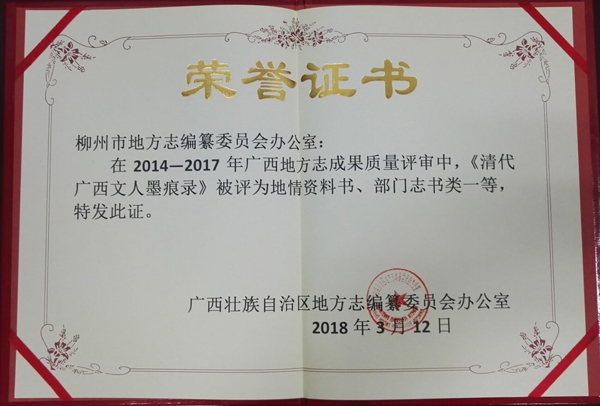 荣誉证书
柳州市地方志编纂委员会办公室：
在 2014—2017 年广西地方志成果质量评审中，《清代
广西文人墨痕录》被评为地情资料书、部门志书类一等，
特发此证。
广西壮族自治区地方志编纂委员会办公室
2018 年 3 月 12 日